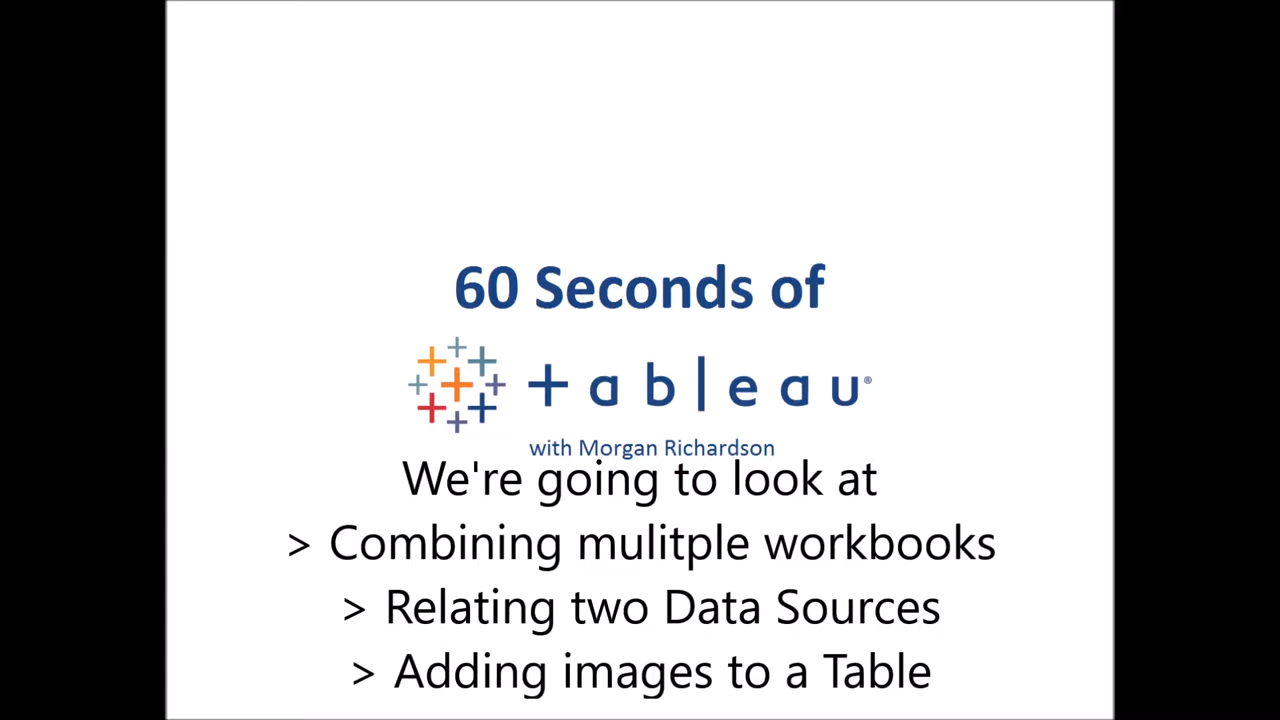 60 Seconds of
+ a b l e a u®
with Morgan Richardson
We're going to look at
> Combining mulitple workbooks
> Relating two Data Sources
> Adding images to a Table